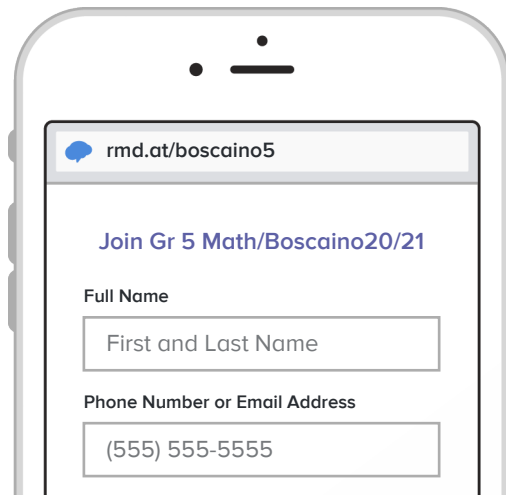 rmd.at/boscaino5
Join Gr 5 Math/Boscaino20/21
Full Name
First and Last Name
Phone Number or Email Address
(555) 555-5555